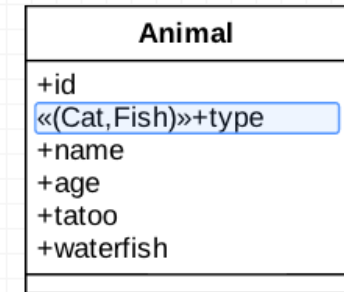 Animal
+id
«(Cat,Fish)»+type
+name
+age
+tatoo
+waterfish